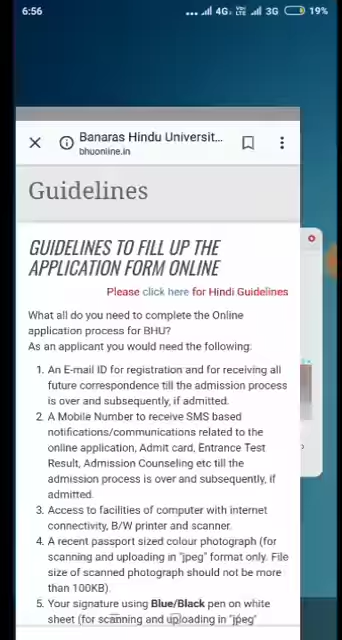 6:56
4G VoLTE 3G 19%
Banaras Hindu Universit...
bhuonline.in
Guidelines
GUIDELINES TO FILL UP THE
APPLICATION FORM ONLINE
Please click here for Hindi Guidelines
What all do you need to complete the Online
application process for BHU?
As an applicant you would need the following:
1. An E-mail ID for registration and for receiving all
future correspondence till the admission process
is over and subsequently, if admitted.
2. A Mobile Number to receive SMS based
notifications/communications related to the
online application, Admit card, Entrance Test
Result, Admission Counseling etc till the
admission process is over and subsequently, if
admitted.
3. Access to facilities of computer with internet
connectivity, B/W printer and scanner.
4. A recent passport sized colour photograph (for
scanning and uploading in "jpeg" format only. File
size of scanned photograph should not be more
than 100KB).
5. Your signature using Blue/Black pen on white
sheet (for scanning and uploading in "jpeg"